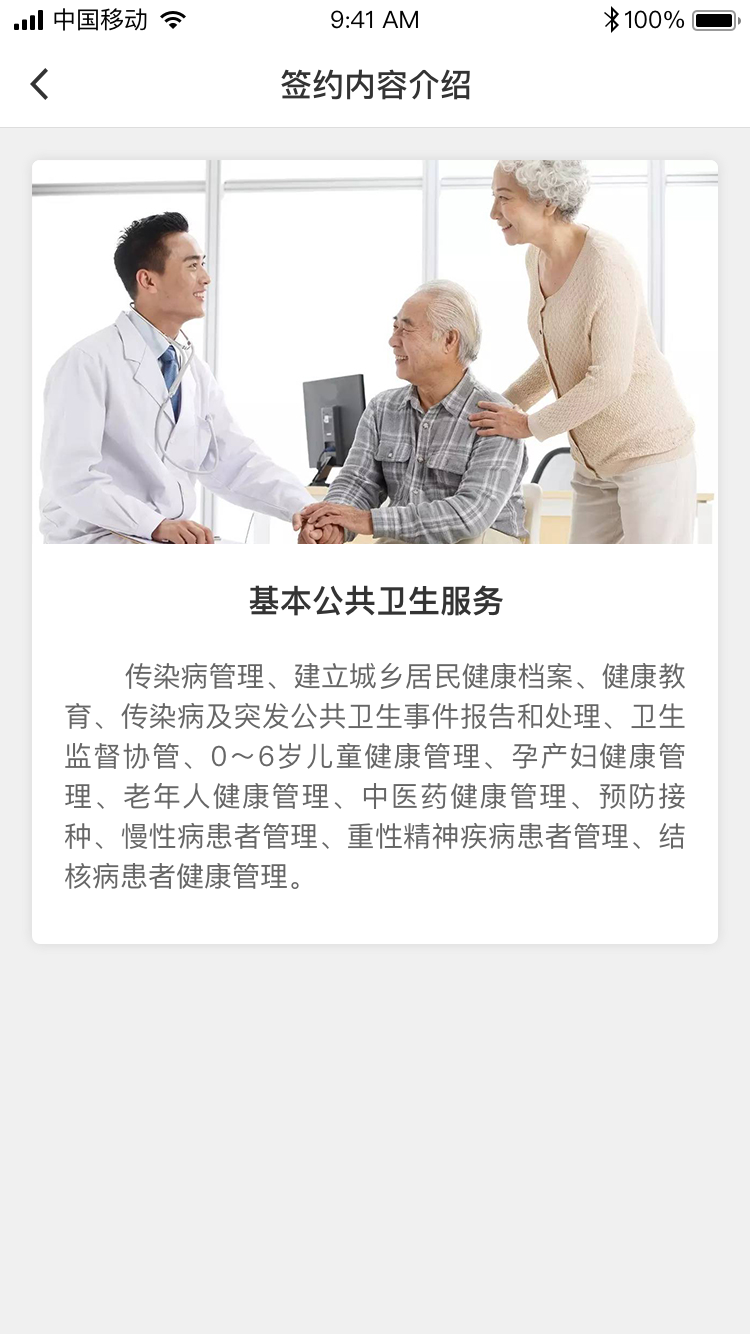 中国移动 9:41 AM 100%
签约内容介绍
基本公共卫生服务
传染病管理、建立城乡居民健康档案、健康教
育、传染病及突发公共卫生事件报告和处理、卫生
监督协管、0～6岁儿童健康管理、孕产妇健康管
理、老年人健康管理、中医药健康管理、预防接
种、慢性病患者管理、重性精神疾病患者管理、结
核病患者健康管理。